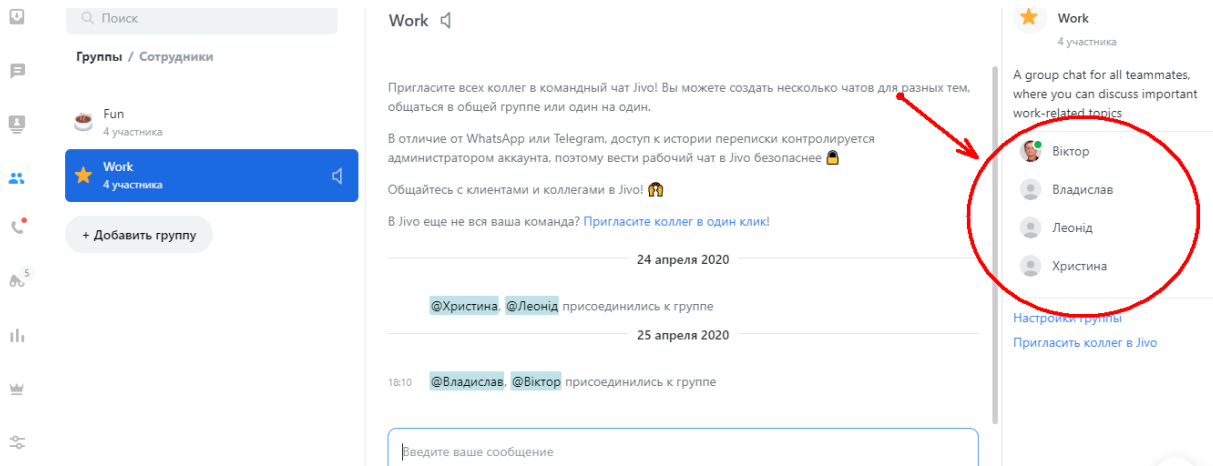 Поиск
Группы / Сотрудники
Fun
4 участника
Work
4 участника
+ Добавить группу
5
Work
Пригласите всех коллег в командный чат Jivo! Вы можете создать несколько чатов для разных тем,
общаться в общей группе или один на один.
В отличие от WhatsApp или Telegram, доступ к истории переписки контролируется
администратором аккаунта, поэтому вести рабочий чат в Jivo безопаснее
Общайтесь с клиентами и коллегами в Jivo!
В Jivo еще не вся ваша команда? Пригласите коллег в один клик!
24 апреля 2020
@Христина, @Леонід присоединились к группе
25 апреля 2020
18:10 @Владислав, @Віктор присоединились к группе
Введите ваше сообщение
Work
4 участника
A group chat for all teammates,
where you can discuss important
work-related topics
Віктор
Владислав
Леонід
Христина
Настройки группы
Пригласить коллег в Jivo